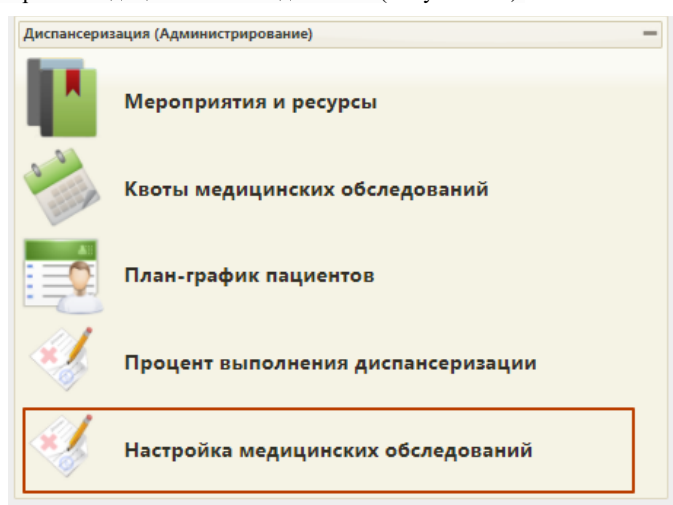 Диспансеризация (Администрирование)
Мероприятия и ресурсы
Квоты медицинских обследований
План-график пациентов
Процент выполнения диспансеризации
Настройка медицинских обследований